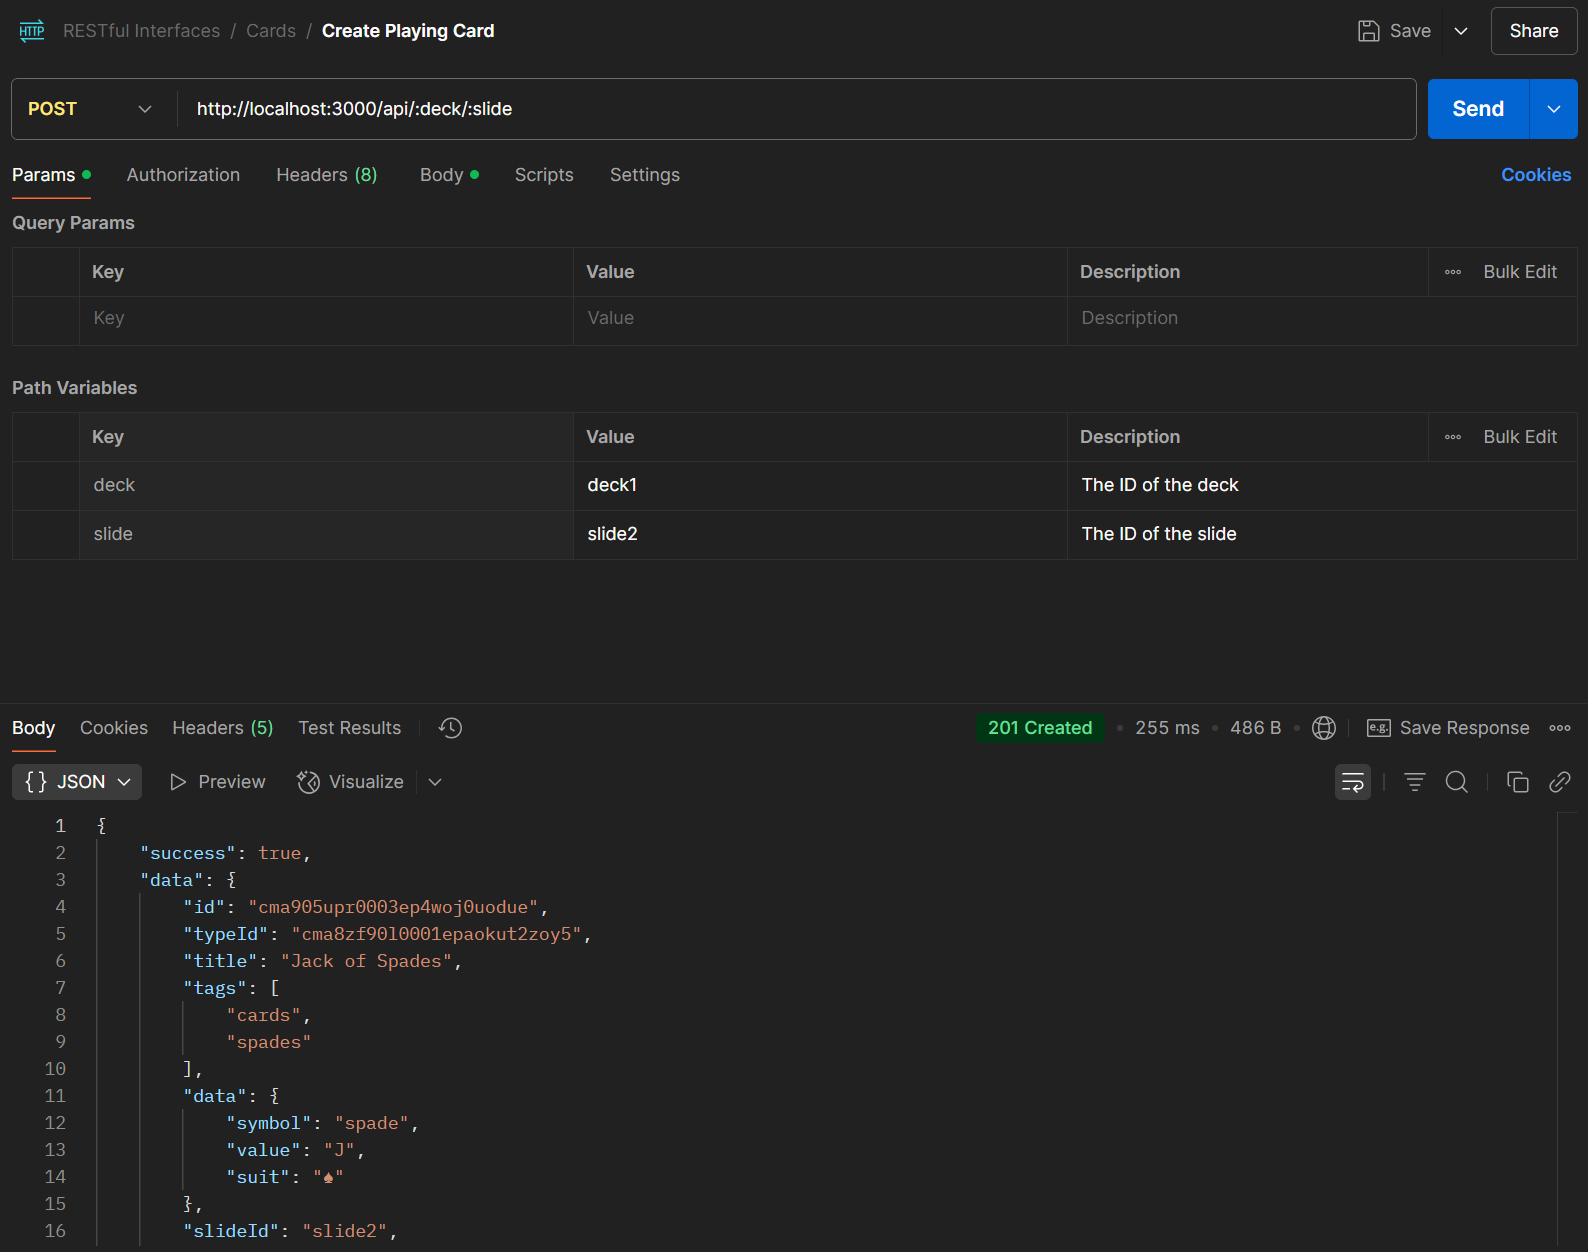 HTTP RESTful Interfaces / Cards / Create Playing Card Save Share
POST http://localhost:3000/api/:deck/:slide Send
Params Authorization Headers (8) Body Scripts Settings Cookies
Query Params
Key Value Description Bulk Edit
Key Value Description
Path Variables
Key Value Description Bulk Edit
deck deck1 The ID of the deck
slide slide2 The ID of the slide
Body Cookies Headers (5) Test Results 201 Created • 255 ms • 486 B • e.g. Save Response
{} JSON Preview Visualize
1 {
2 "success": true,
3 "data": {
4 "id": "cma905upr0003ep4woj0uodue",
5 "typeId": "cma8zf90l0001epaokut2zoy5",
6 "title": "Jack of Spades",
7 "tags": [
8 "cards",
9 "spades"
10 ],
11 "data": {
12 "symbol": "spade",
13 "value": "J",
14 "suit": "♠"
15 },
16 "slideId": "slide2",